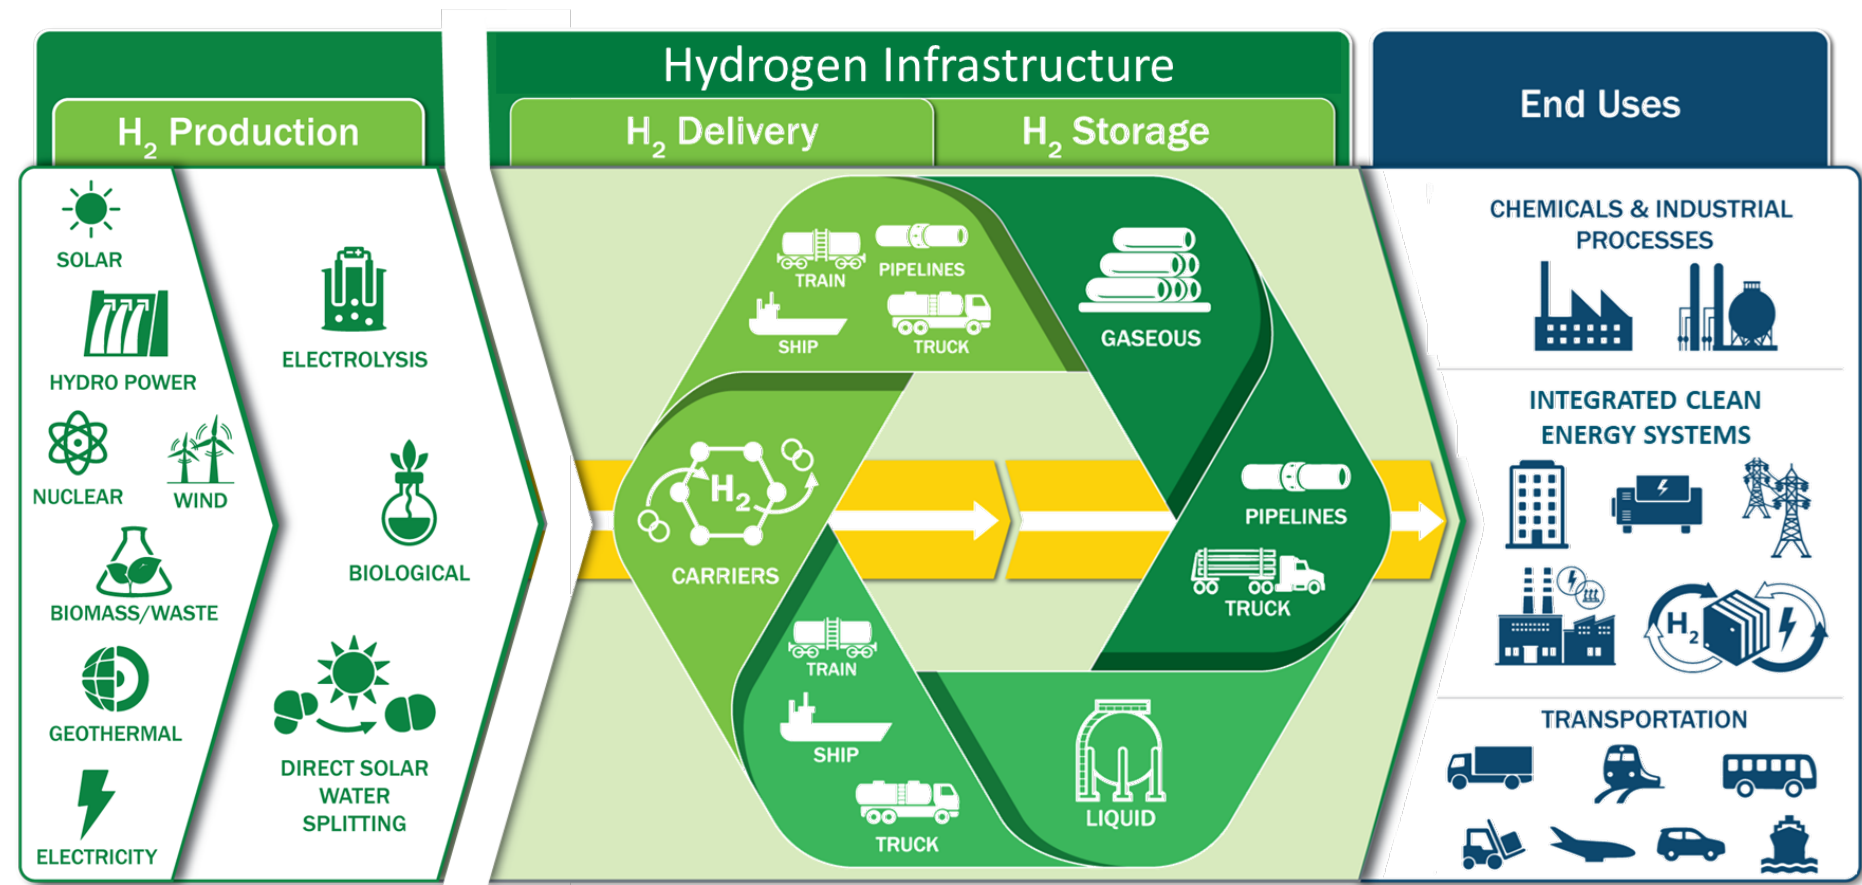 Hydrogen Infrastructure
End Uses
H₂ Production
H₂ Delivery
H₂ Storage
SOLAR
HYDRO POWER
NUCLEAR
WIND
BIOMASS/WASTE
GEOTHERMAL
ELECTRICITY
ELECTROLYSIS
BIOLOGICAL
DIRECT SOLAR
WATER
SPLITTING
TRAIN
PIPELINES
SHIP
TRUCK
H₂
CARRIERS
TRAIN
SHIP
TRUCK
GASEOUS
PIPELINES
TRUCK
LIQUID
CHEMICALS & INDUSTRIAL
PROCESSES
INTEGRATED CLEAN
ENERGY SYSTEMS
H₂
TRANSPORTATION